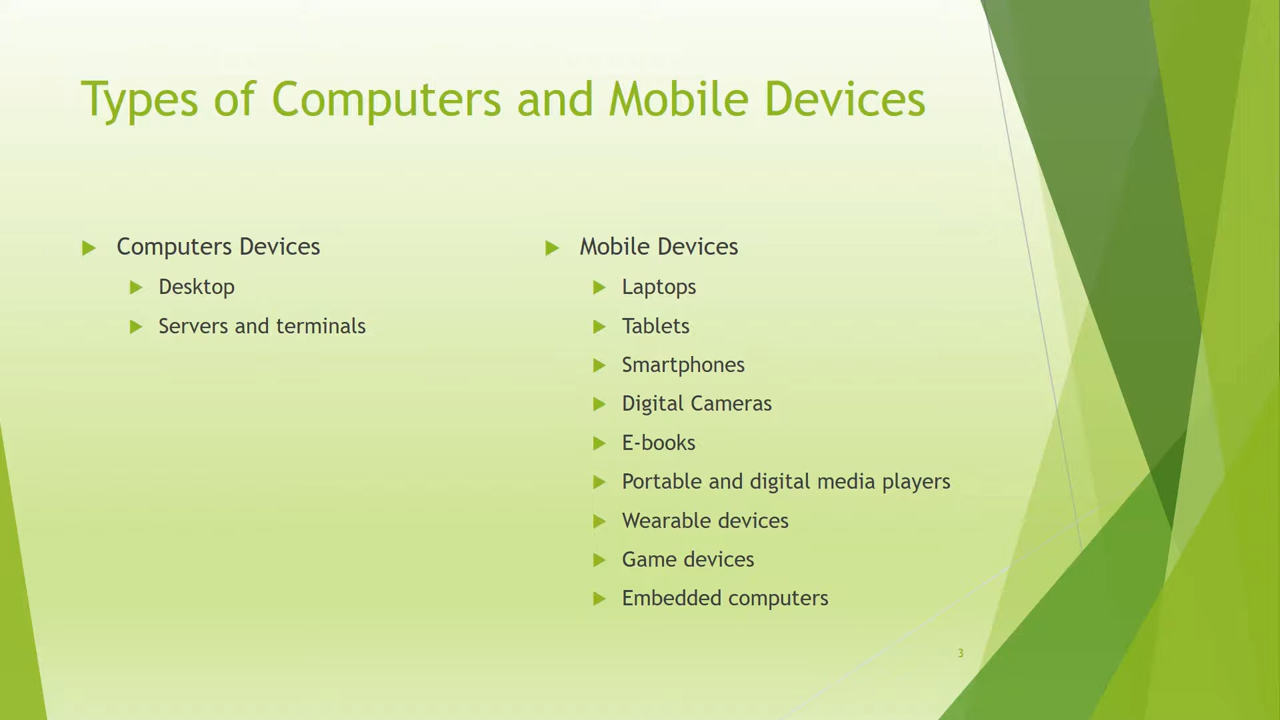 Types of Computers and Mobile Devices
Computers Devices
Desktop
Servers and terminals
Mobile Devices
Laptops
Tablets
Smartphones
Digital Cameras
E-books
Portable and digital media players
Wearable devices
Game devices
Embedded computers
3